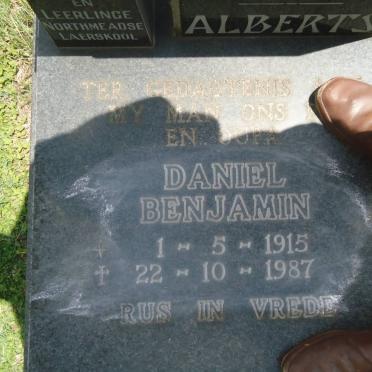 EN
LEERLINGE
NORTHMEADSE
LAERSKOOL
ALBERTS
TER GEDAGTENIS
MY MAN ONS
EN OUPA
DANIEL
BENJAMIN
* 1 - 5 - 1915
† 22 - 10 - 1987
RUS IN VREDE